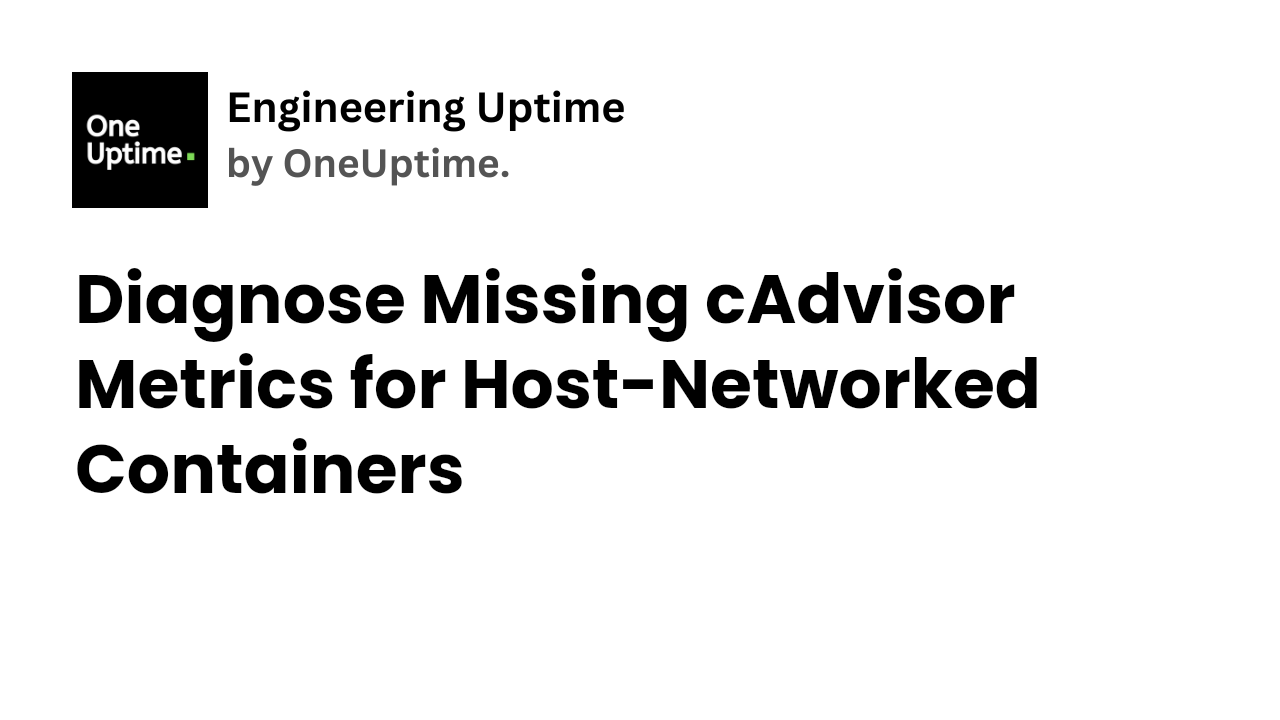 One
Uptime.
Engineering Uptime
by OneUptime.
Diagnose Missing cAdvisor
Metrics for Host-Networked
Containers